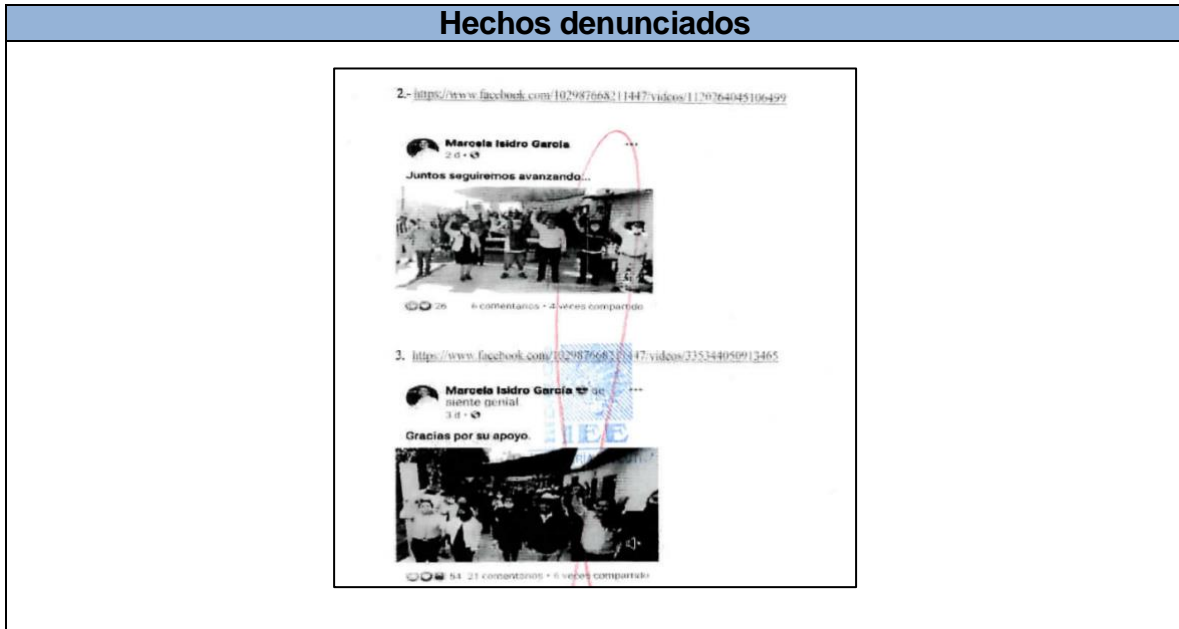 Hechos denunciados
2.- https://www.facebook.com/102987668211447/videos/1120764045106499
Marcela Isidro García
2 d •
Juntos seguiremos avanzando...
26 6 comentarios • 4 veces compartido
3. https://www.facebook.com/102987668211447/videos/335344050913465
Marcela Isidro García se
siente genial.
3 d •
Gracias por su apoyo.
IEE
54 21 comentarios • 6 veces compartido